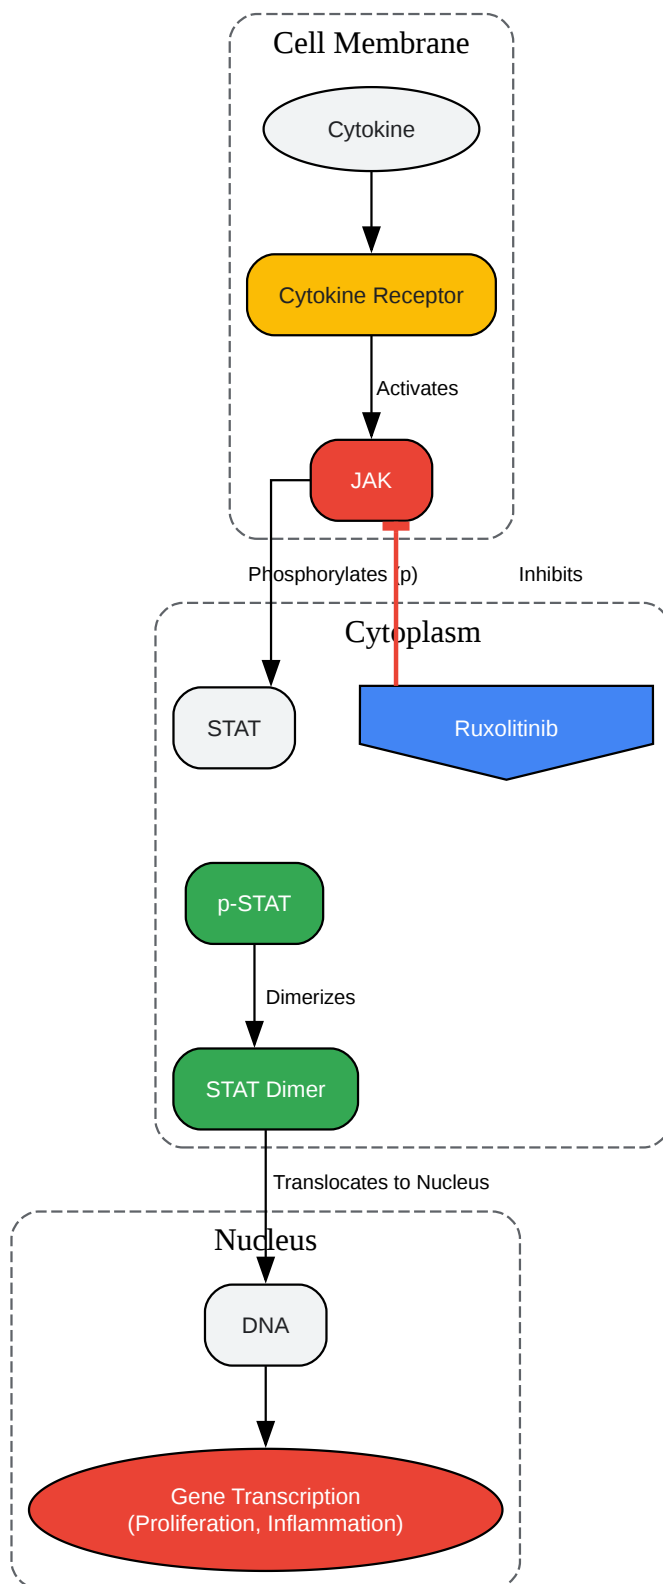 Cell Membrane
Cytokine
Cytokine Receptor
Activates
JAK
Phosphorylates (p)
Inhibits
Cytoplasm
STAT
Ruxolitinib
p-STAT
Dimerizes
STAT Dimer
Translocates to Nucleus
Nucleus
DNA
Gene Transcription
(Proliferation, Inflammation)